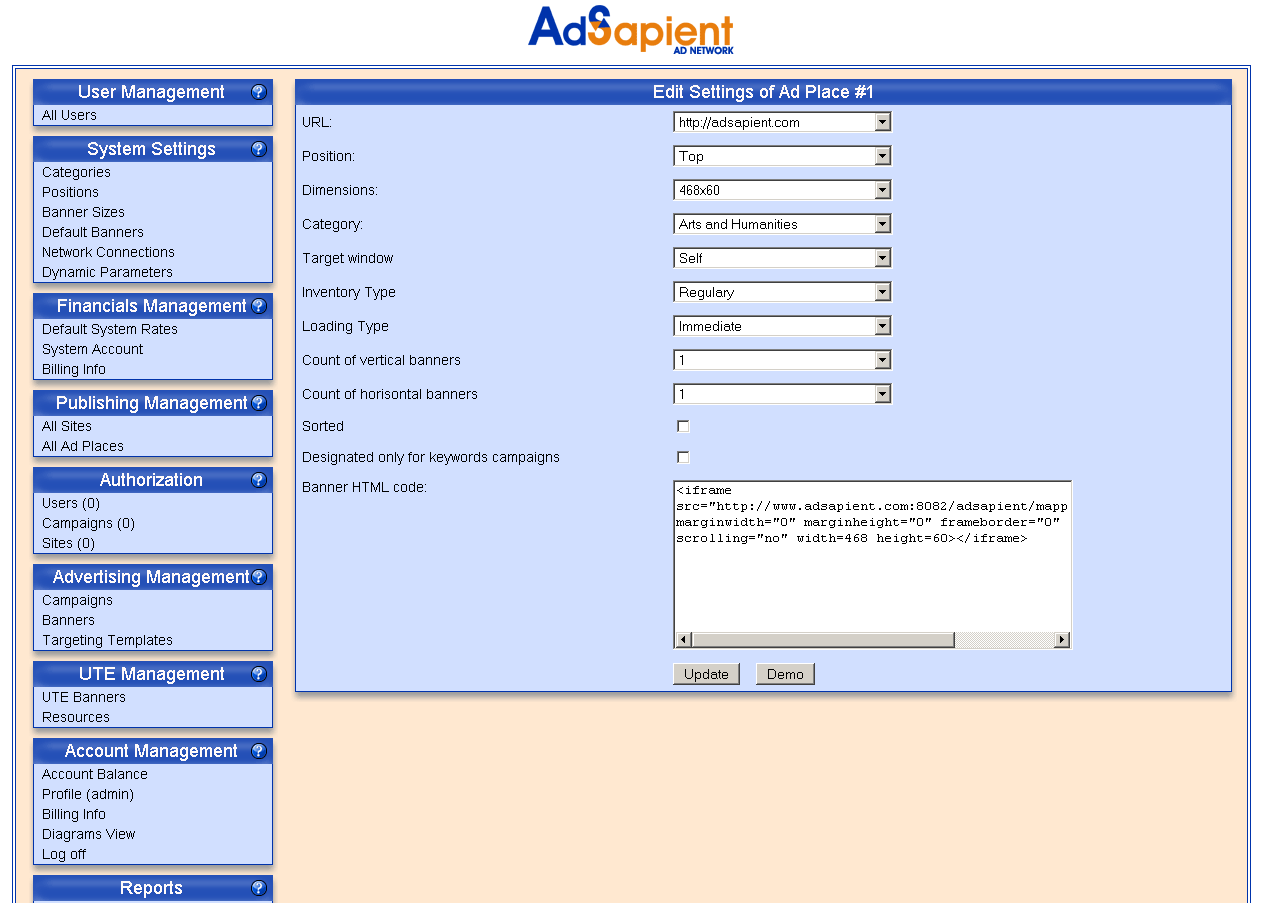 AdSapient
AD NETWORK
User Management ?
All Users
System Settings ?
Categories
Positions
Banner Sizes
Default Banners
Network Connections
Dynamic Parameters
Financials Management ?
Default System Rates
System Account
Billing Info
Publishing Management ?
All Sites
All Ad Places
Authorization ?
Users (0)
Campaigns (0)
Sites (0)
Advertising Management ?
Campaigns
Banners
Targeting Templates
UTE Management ?
UTE Banners
Resources
Account Management ?
Account Balance
Profile (admin)
Billing Info
Diagrams View
Log off
Reports ?
Edit Settings of Ad Place #1
URL: http://adsapient.com
Position: Top
Dimensions: 468x60
Category: Arts and Humanities
Target window Self
Inventory Type Regulary
Loading Type Immediate
Count of vertical banners 1
Count of horisontal banners 1
Sorted
Designated only for keywords campaigns
Banner HTML code:
<iframe
src="http://www.adsapient.com:8082/adsapient/mapp
marginwidth="0" marginheight="0" frameborder="0"
scrolling="no" width=468 height=60></iframe>
Update Demo